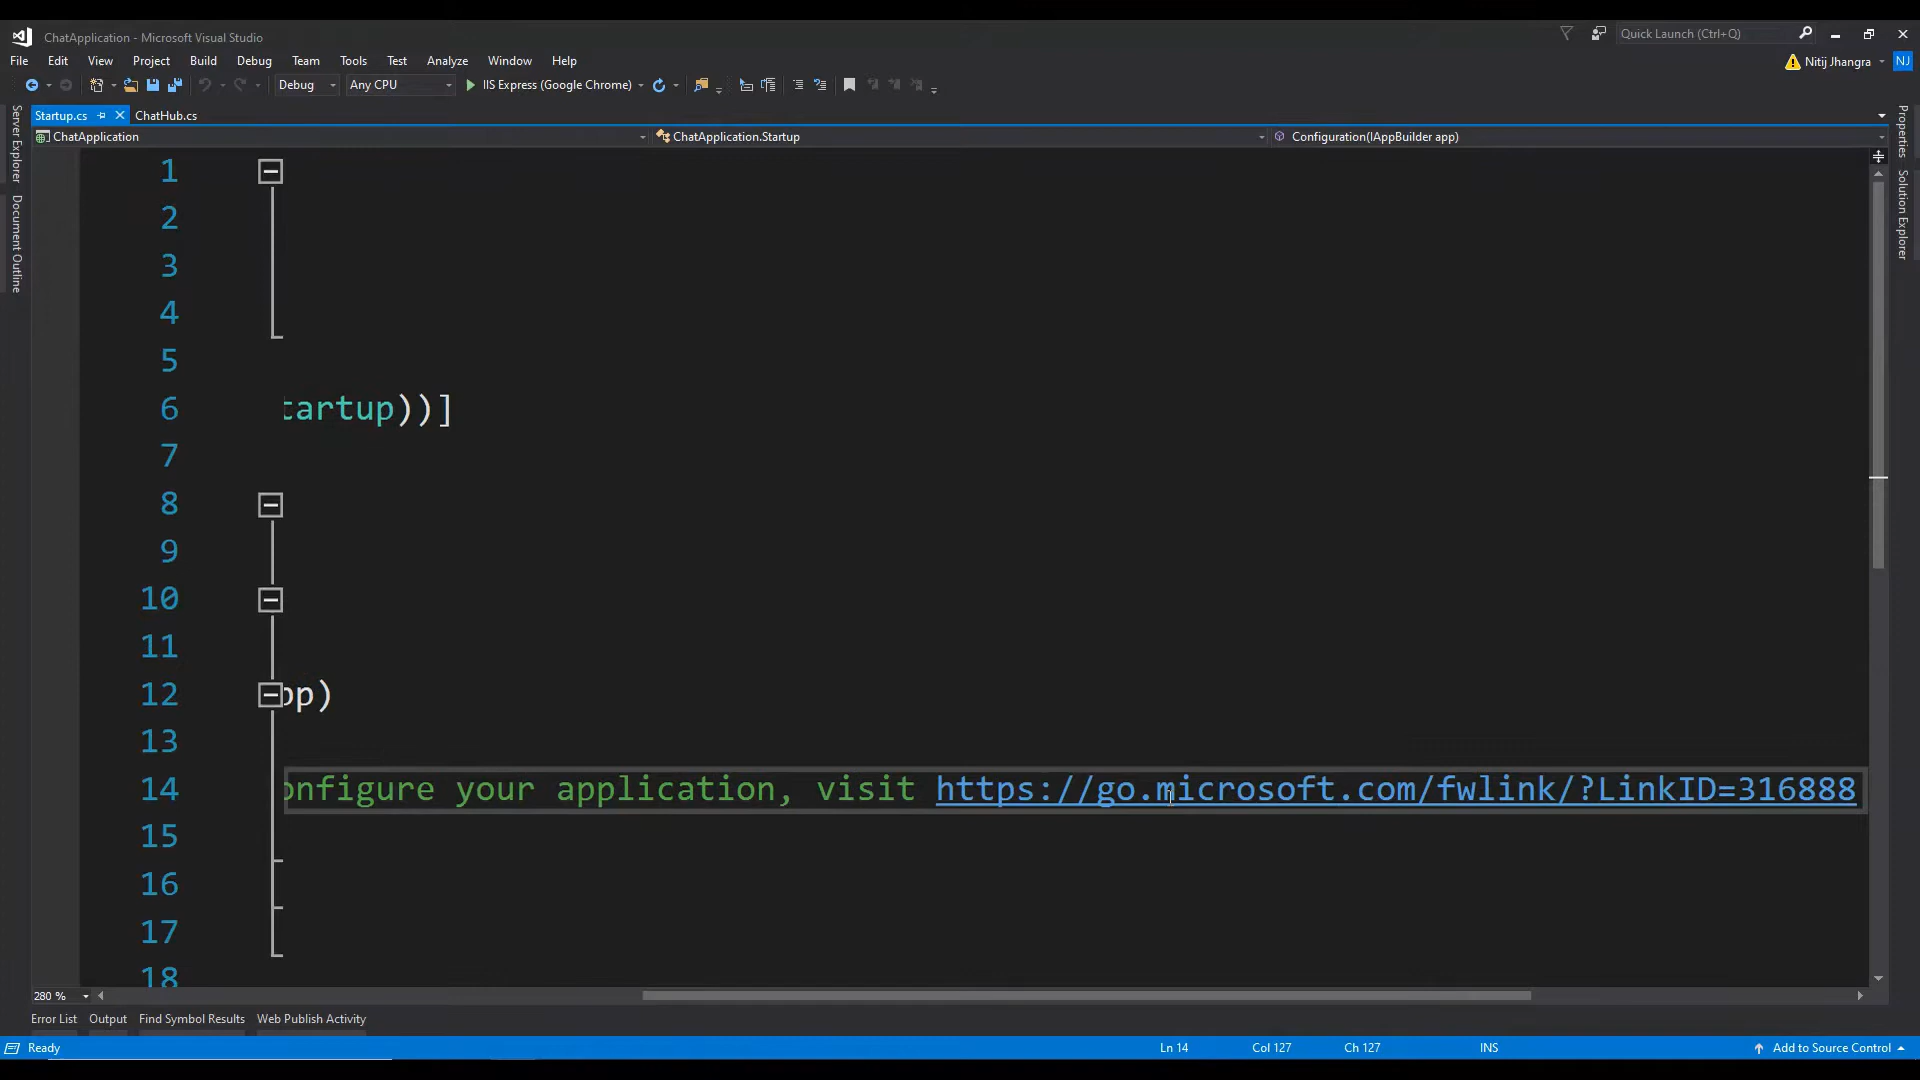 ChatApplication - Microsoft Visual Studio
Quick Launch (Ctrl+Q)
File Edit View Project Build Debug Team Tools Test Analyze Window Help
Nitij Jhangra NJ
Debug Any CPU IIS Express (Google Chrome)
Startup.cs ChatHub.cs
ChatApplication ChatApplication.Startup Configuration(IAppBuilder app)
Server Explorer
Document Outline
Properties
Solution Explorer
1
2
3
4
5
6 tartup))]
7
8
9
10
11
12 pp)
13
14 onfigure your application, visit https://go.microsoft.com/fwlink/?LinkID=316888
15
16
17
18
280 %
Error List Output Find Symbol Results Web Publish Activity
Ready Ln 14 Col 127 Ch 127 INS Add to Source Control